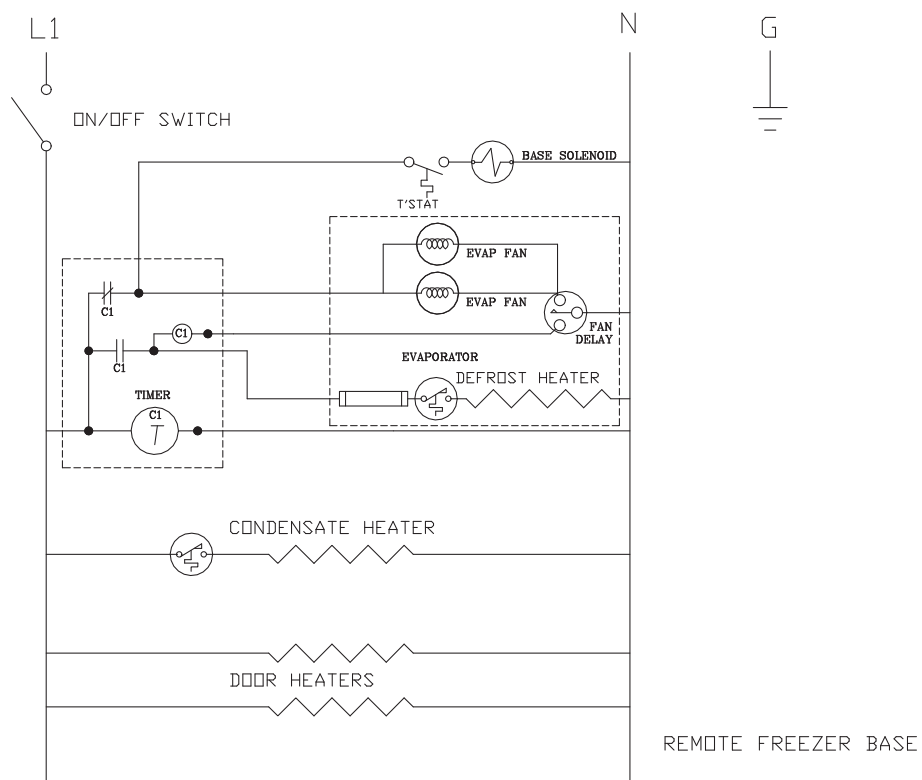 L1
N
G
ON/OFF SWITCH
BASE SOLENOID
T'STAT
EVAP FAN
C1
EVAP FAN
C1
FAN
DELAY
C1
EVAPORATOR
DEFROST HEATER
TIMER
C1
CONDENSATE HEATER
DOOR HEATERS
REMOTE FREEZER BASE